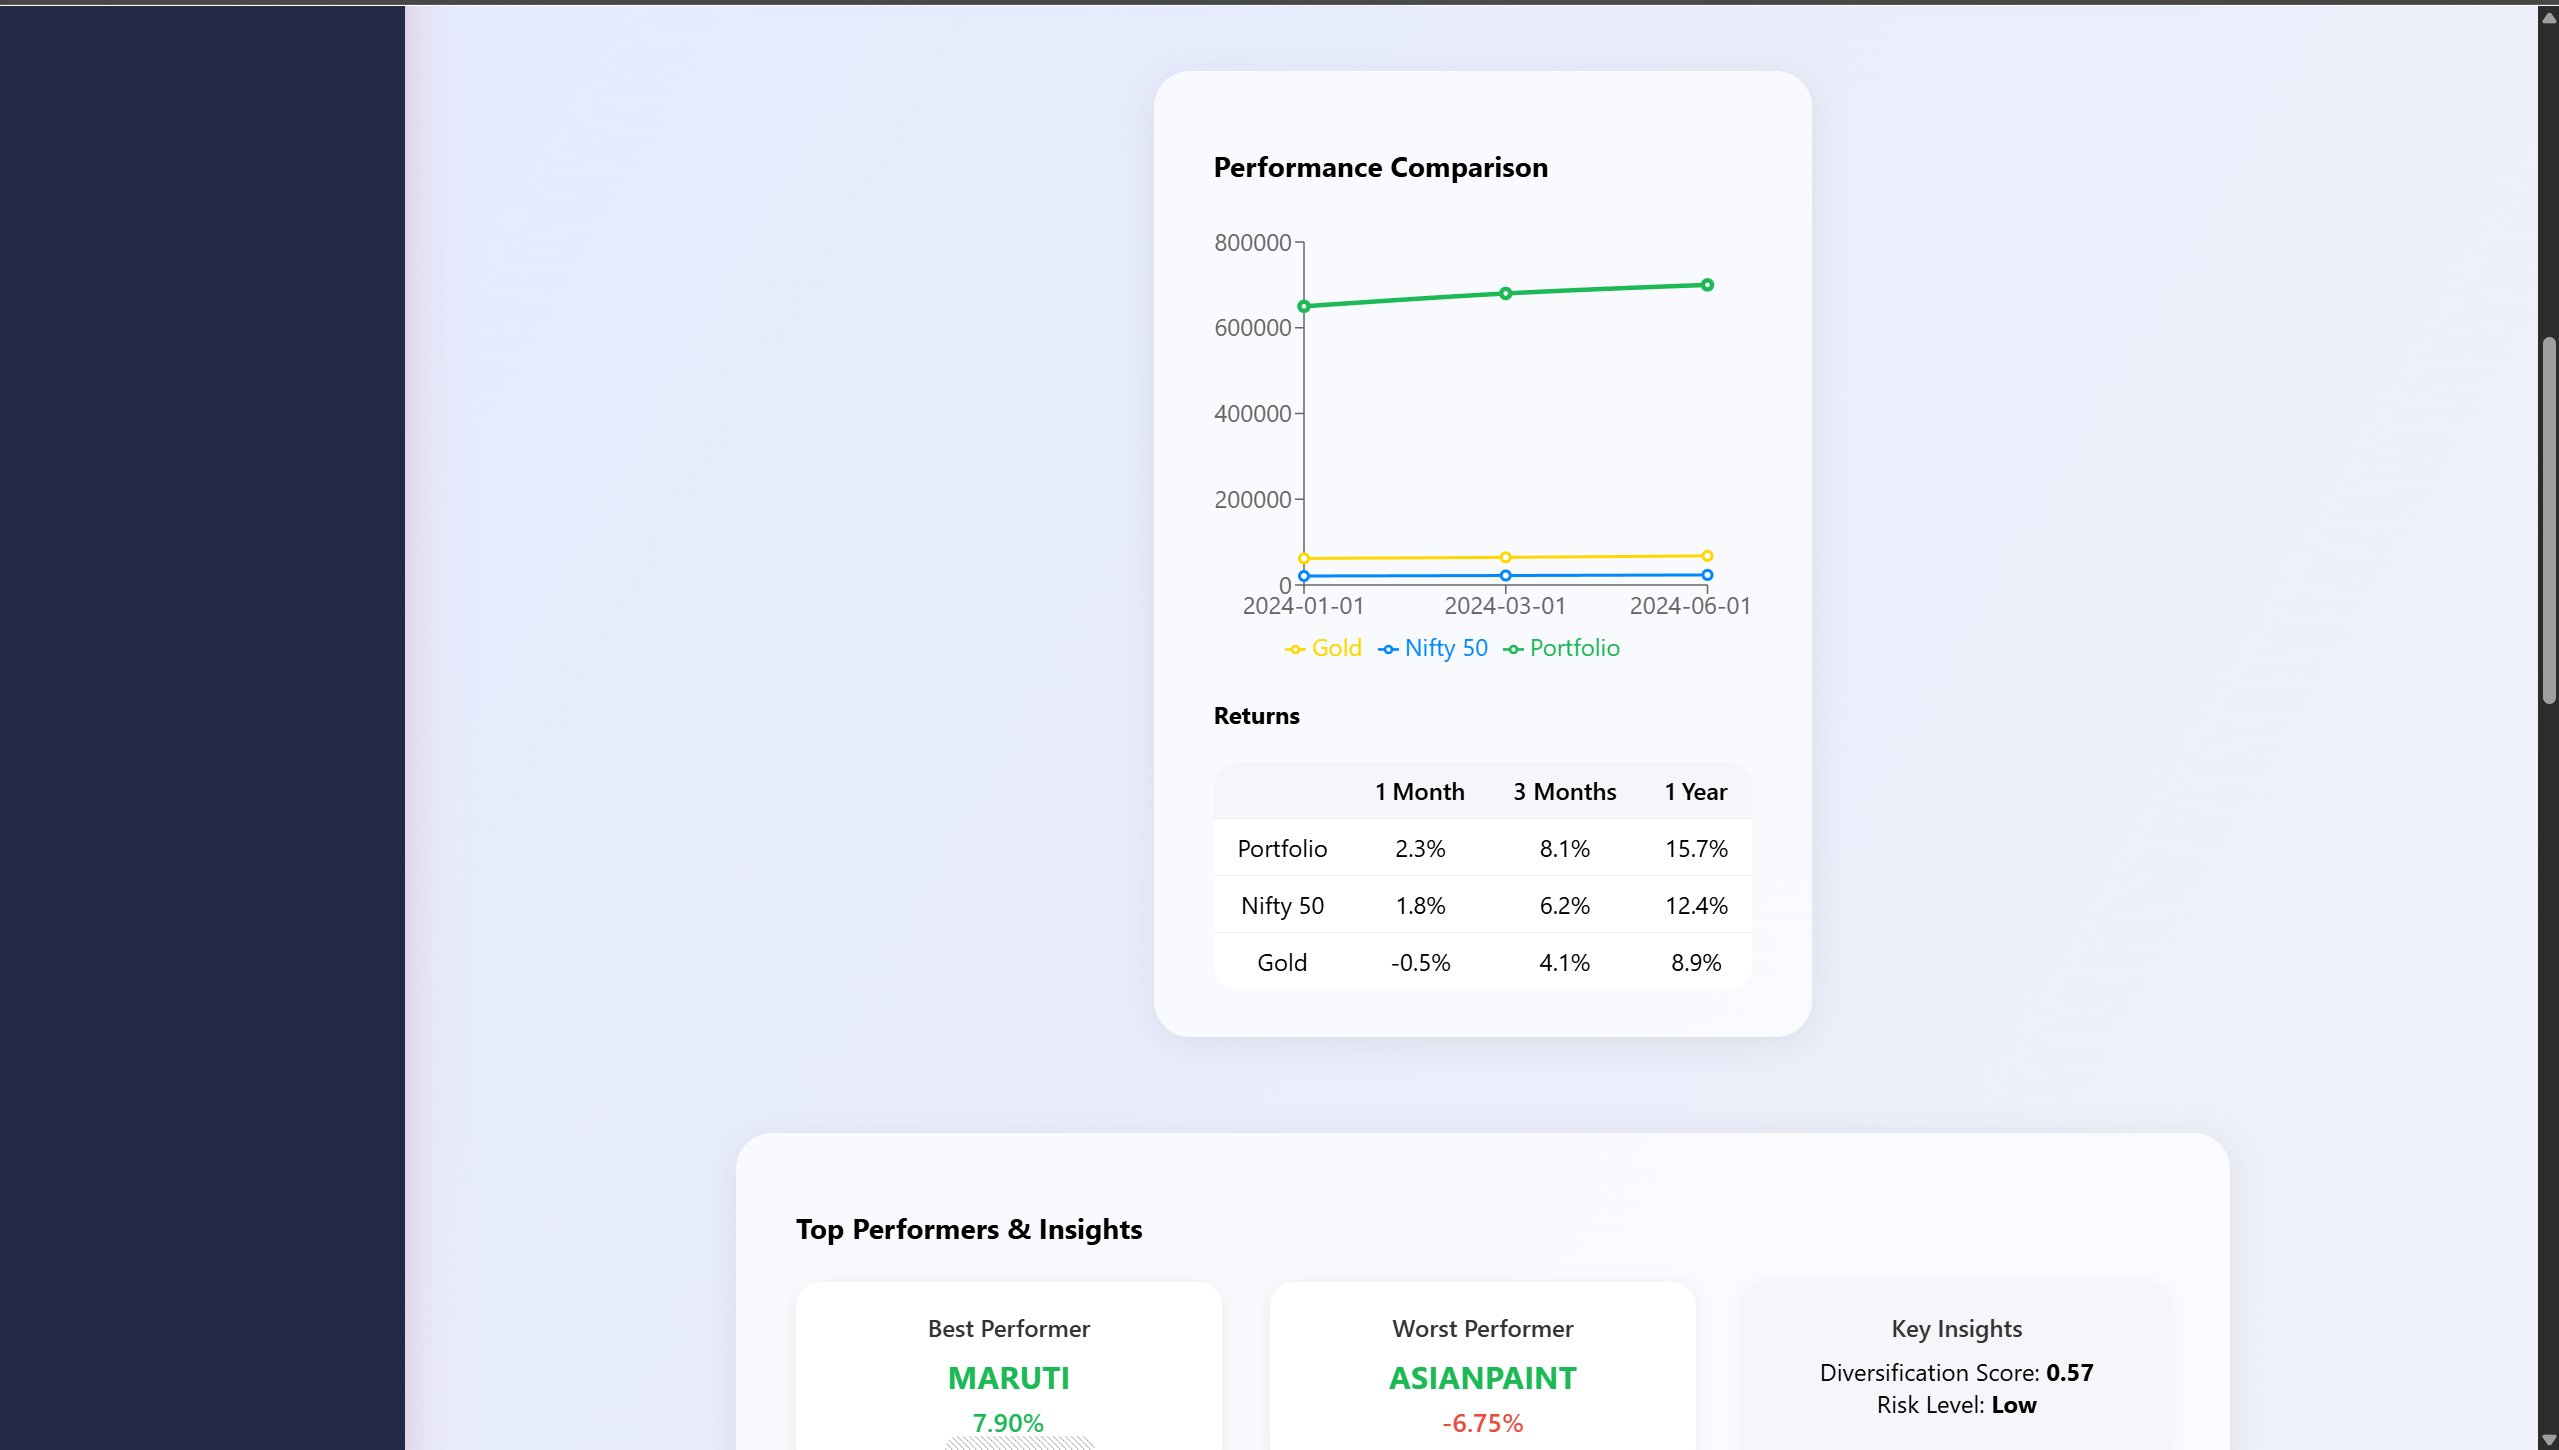 Performance Comparison
800000
600000
400000
200000
0
2024-01-01 2024-03-01 2024-06-01
Gold Nifty 50 Portfolio
Returns
1 Month 3 Months 1 Year
Portfolio 2.3% 8.1% 15.7%
Nifty 50 1.8% 6.2% 12.4%
Gold -0.5% 4.1% 8.9%
Top Performers & Insights
Best Performer
MARUTI
7.90%
Worst Performer
ASIANPAINT
-6.75%
Key Insights
Diversification Score: 0.57
Risk Level: Low